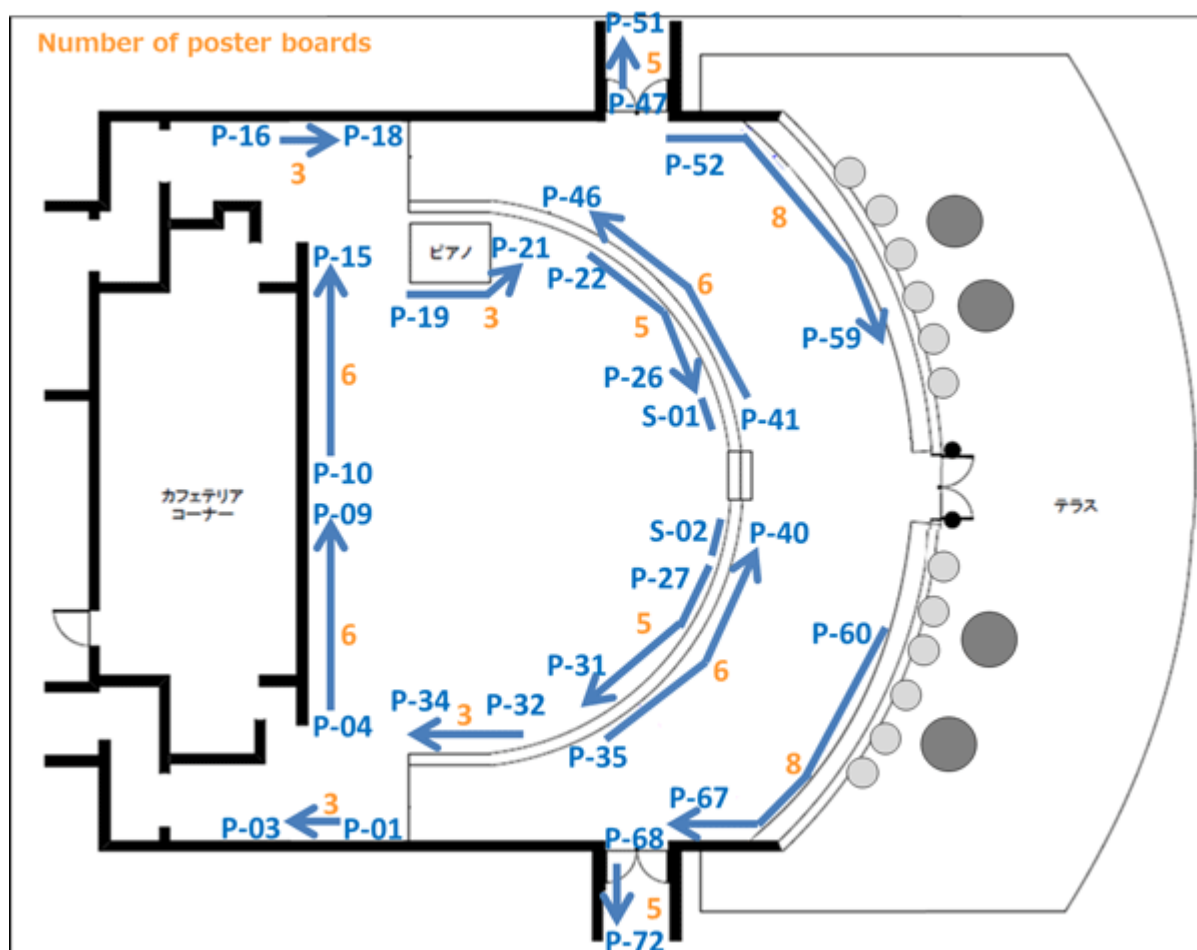 P-51
Number of poster boards
5
P-47
P-16
P-18
3
P-52
P-46
8
P-21
ピアノ
P-15
P-22
6
P-19
3
5
P-59
6
P-26
S-01
P-41
P-10
カフェテリア
コーナー
P-09
テラス
S-02
P-40
P-27
6
5
P-60
P-31
6
P-34
3
P-32
P-04
P-35
8
P-67
3
P-03
P-01
P-68
5
P-72